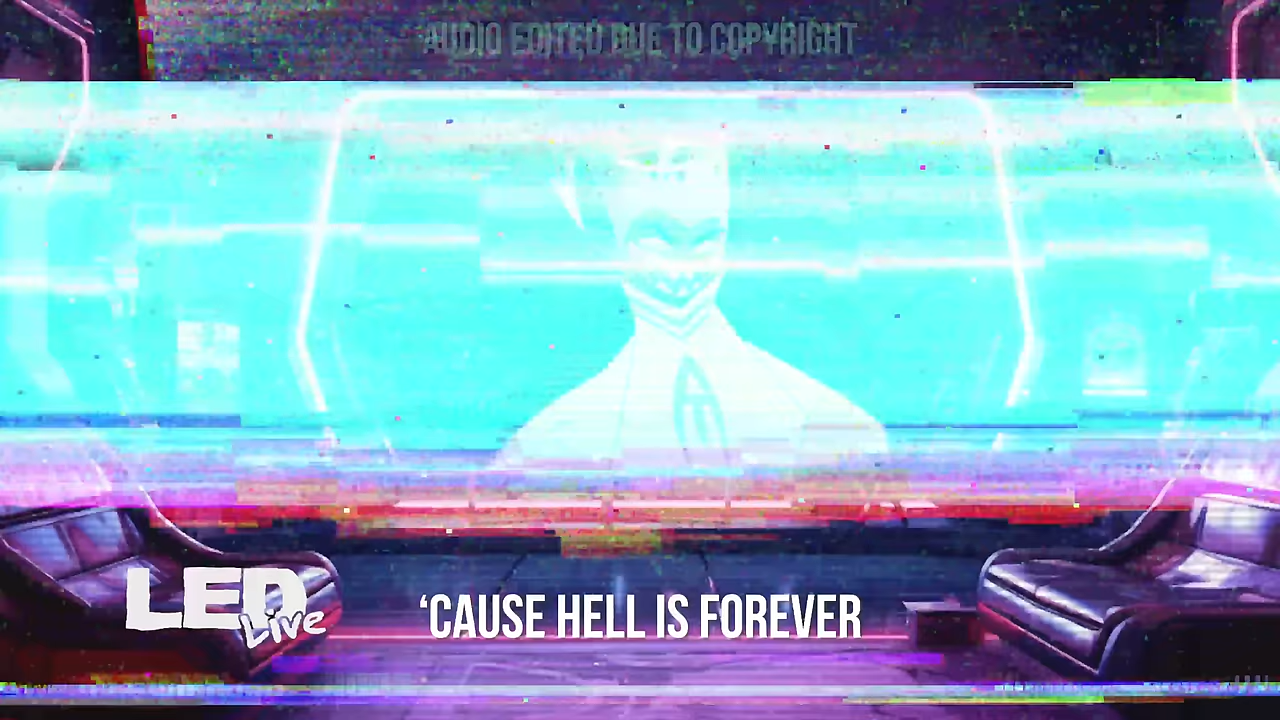 AUDIO EDITED DUE TO COPYRIGHT
LED
Live
‘CAUSE HELL IS FOREVER